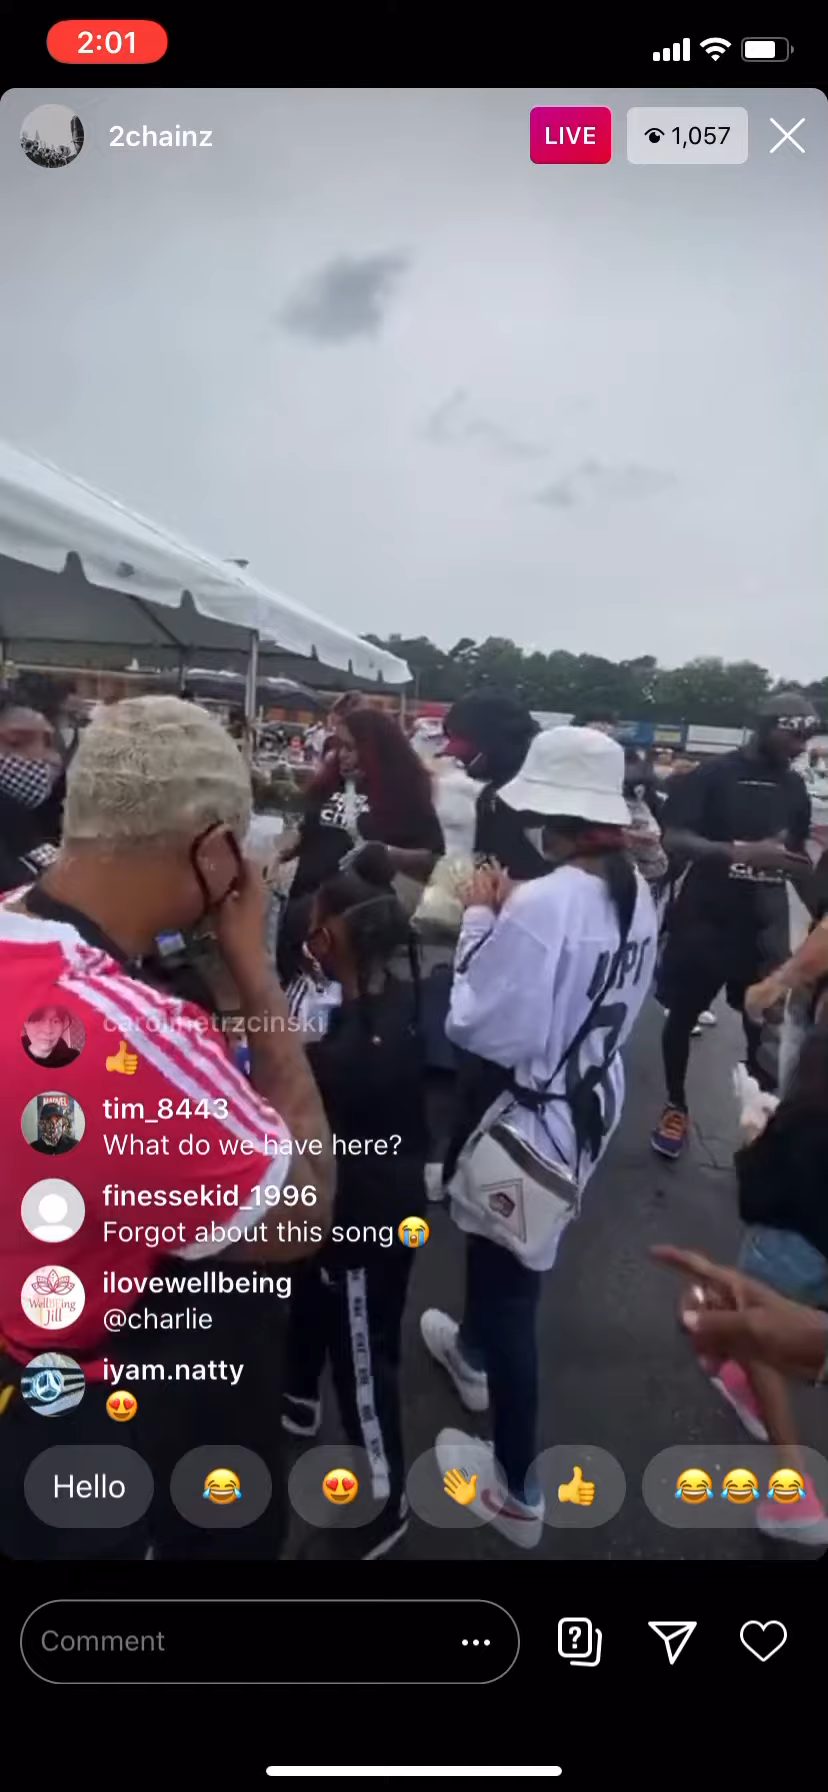 2:01
2chainz
LIVE
1,057
carolinetrzcinski
👍
tim_8443
What do we have here?
finessekid_1996
Forgot about this song😭
ilovewellbeing
@charlie
iyam.natty
😍
Hello
😂
😍
👋
👍
😂😂😂
Comment